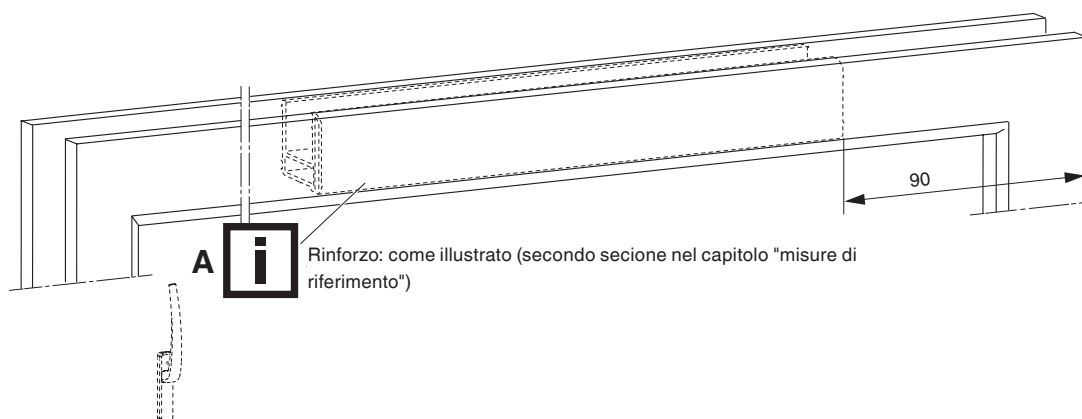 90
A i Rinforzo: come illustrato (secondo secione nel capitolo "misure di
riferimento")